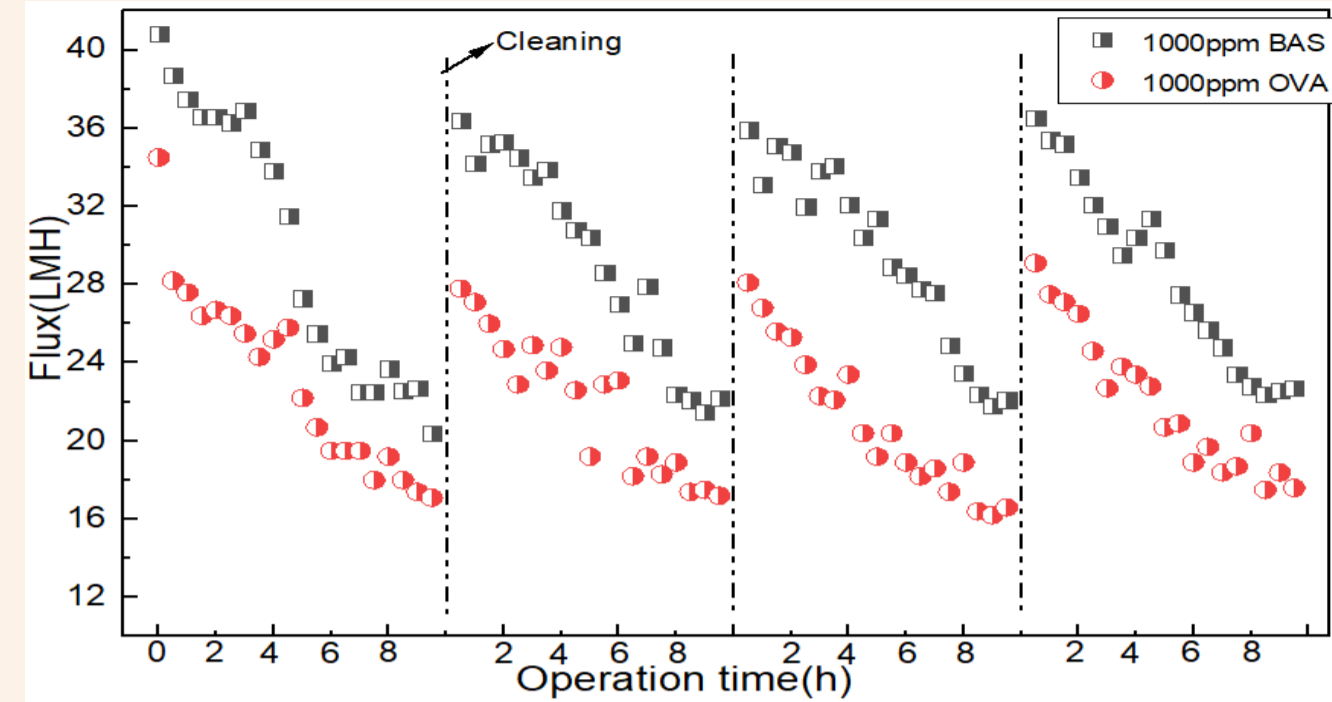 Flux(LMH)
40
36
32
28
24
20
16
12
Cleaning
1000ppm BAS
1000ppm OVA
0 2 4 6 8 2 4 6 8 2 4 6 8 2 4 6 8
Operation time(h)